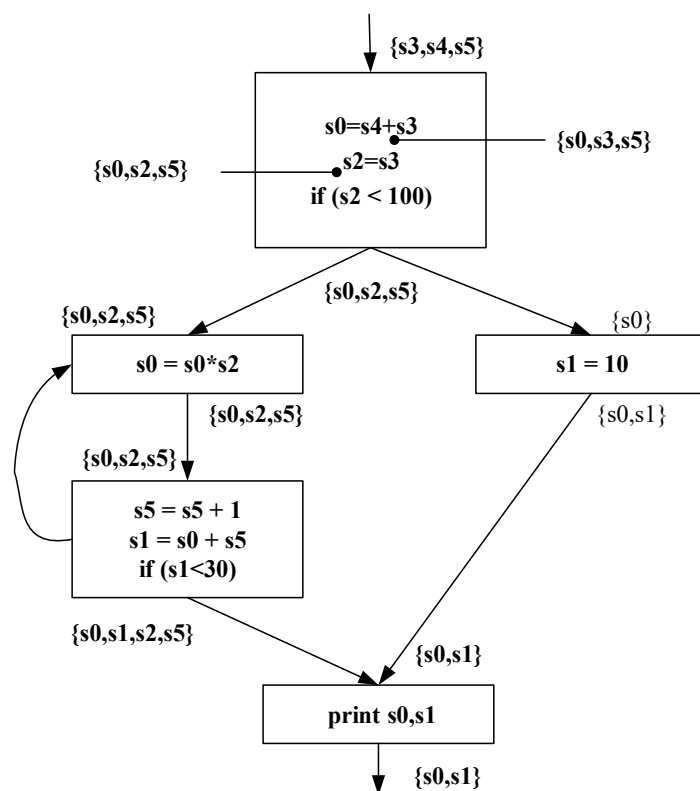 {s3,s4,s5}
s0=s4+s3
{s0,s3,s5}
s2=s3
{s0,s2,s5}
if (s2 < 100)
{s0,s2,s5}
{s0,s2,s5}
{s0}
s0 = s0*s2
s1 = 10
{s0,s2,s5}
{s0,s1}
{s0,s2,s5}
s5 = s5 + 1
s1 = s0 + s5
if (s1<30)
{s0,s1,s2,s5}
{s0,s1}
print s0,s1
{s0,s1}